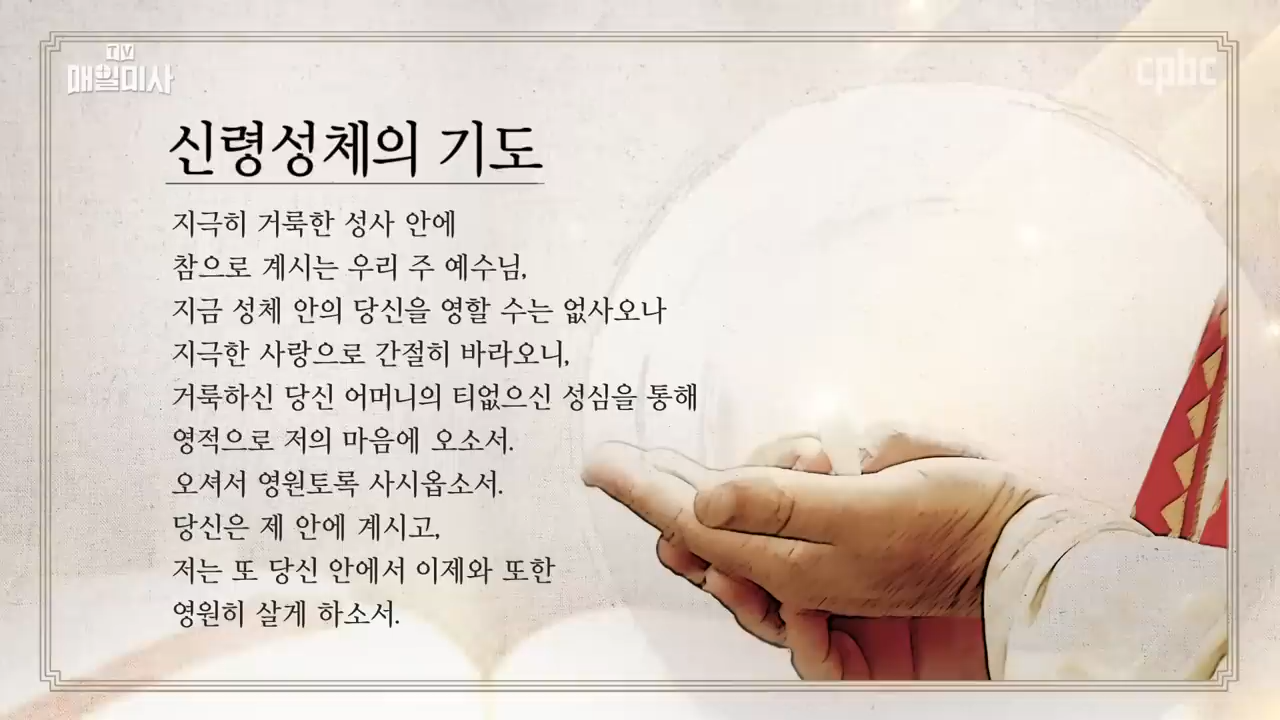 TV
매일미사
cpbc
신령성체의 기도
지극히 거룩한 성사 안에
참으로 계시는 우리 주 예수님,
지금 성체 안의 당신을 영할 수는 없사오나
지극한 사랑으로 간절히 바라오니,
거룩하신 당신 어머니의 티없으신 성심을 통해
영적으로 저의 마음에 오소서.
오셔서 영원토록 사시옵소서.
당신은 제 안에 계시고,
저는 또 당신 안에서 이제와 또한
영원히 살게 하소서.